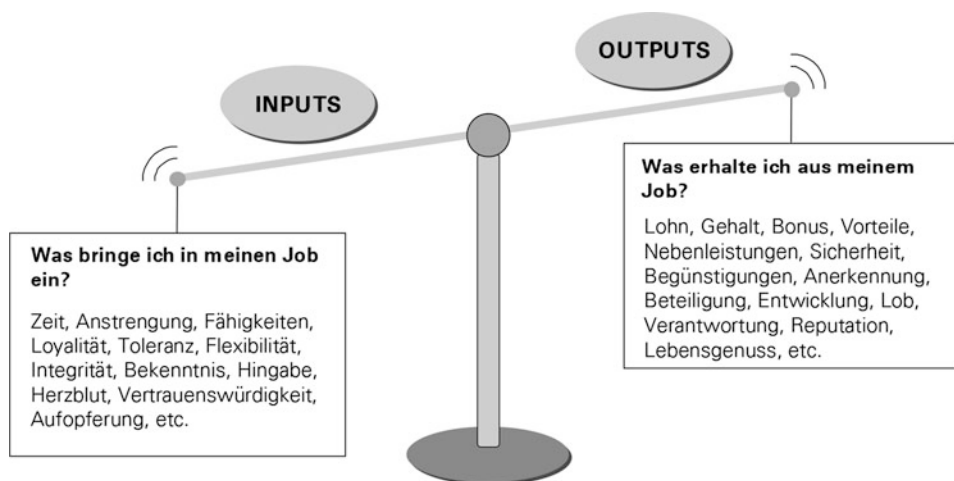 INPUTS
OUTPUTS
Was bringe ich in meinen Job
ein?
Zeit, Anstrengung, Fähigkeiten,
Loyalität, Toleranz, Flexibilität,
Integrität, Bekenntnis, Hingabe,
Herzblut, Vertrauenswürdigkeit,
Aufopferung, etc.
Was erhalte ich aus meinem
Job?
Lohn, Gehalt, Bonus, Vorteile,
Nebenleistungen, Sicherheit,
Begünstigungen, Anerkennung,
Beteiligung, Entwicklung, Lob,
Verantwortung, Reputation,
Lebensgenuss, etc.